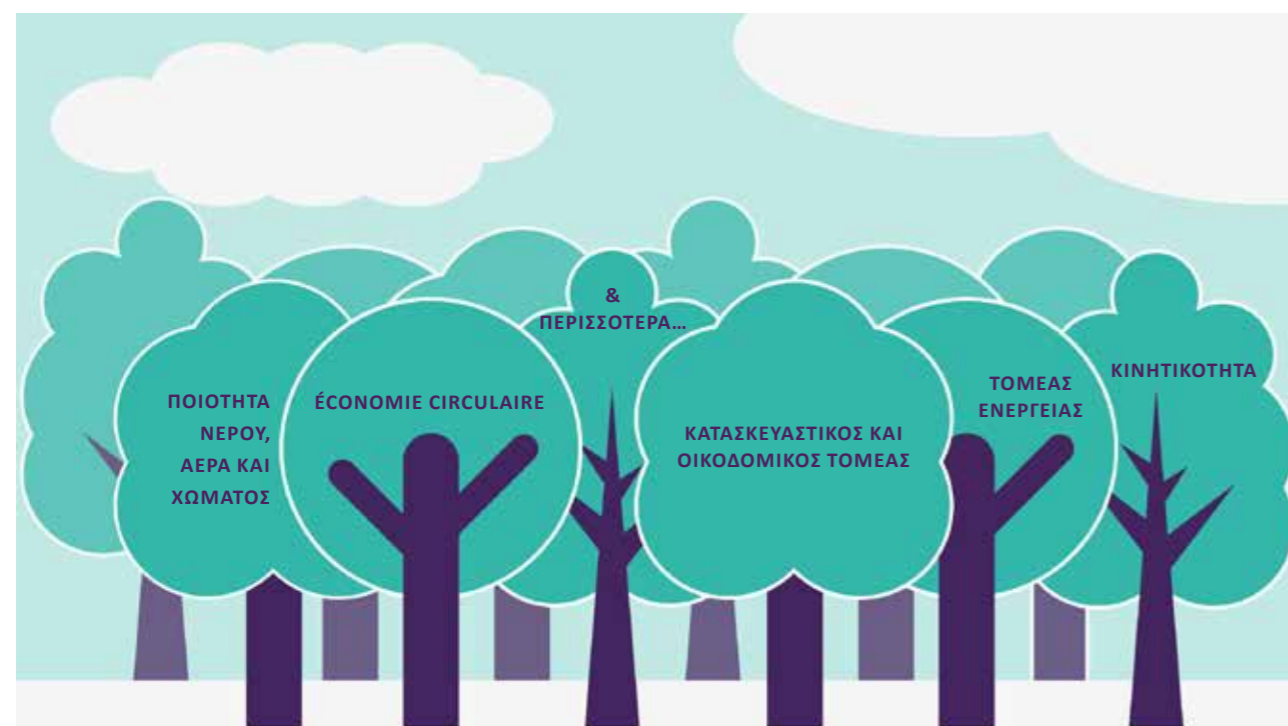 ΠΟΙΟΤΗΤΑ
ΝΕΡΟΥ,
ΑΕΡΑ ΚΑΙ
ΧΩΜΑΤΟΣ
ÉCONOMIE CIRCULAIRE
&
ΠΕΡΙΣΣΟΤΕΡΑ...
ΚΑΤΑΣΚΕΥΑΣΤΙΚΟΣ ΚΑΙ
ΟΙΚΟΔΟΜΙΚΟΣ ΤΟΜΕΑΣ
ΤΟΜΕΑΣ
ΕΝΕΡΓΕΙΑΣ
ΚΙΝΗΤΙΚΟΤΗΤΑ